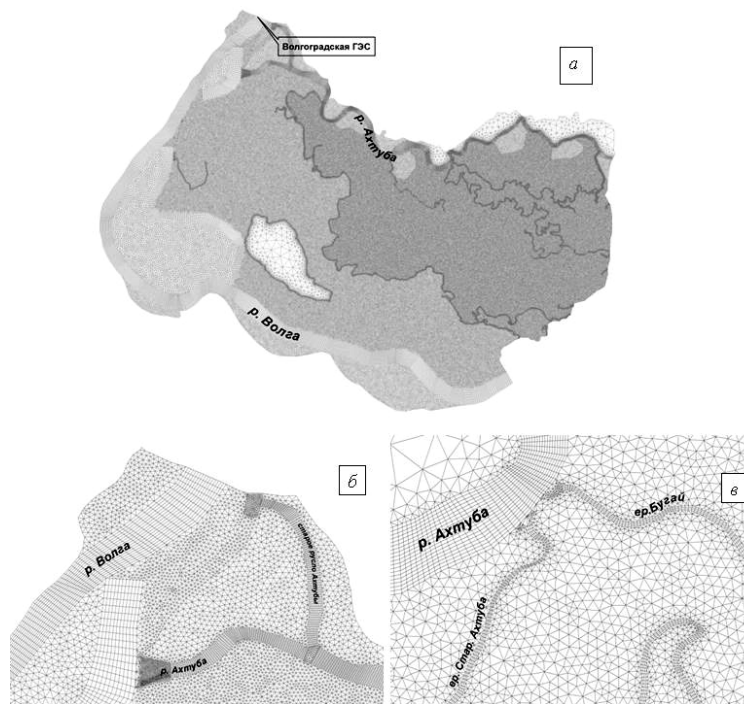 Волгоградская ГЭС
а
р. Ахтуба
р. Волга
б
р. Волга
старое русло Ахтубы
р. Ахтуба
в
ер.Бугай
р. Ахтуба
ер. Стар. Ахтуба